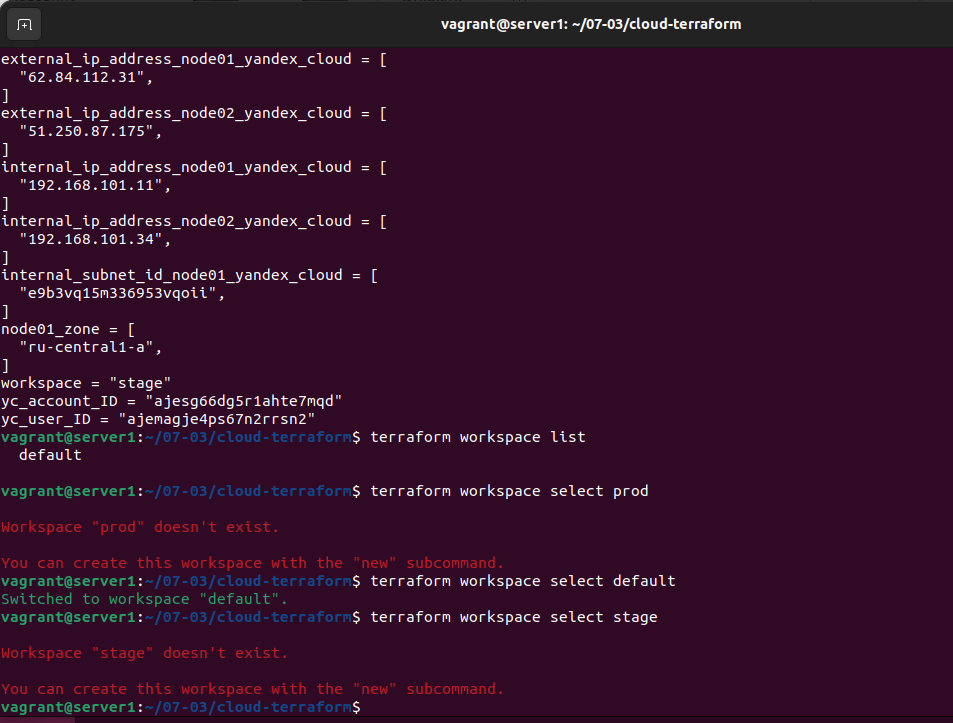 vagrant@server1: ~/07-03/cloud-terraform
external_ip_address_node01_yandex_cloud = [
  "62.84.112.31",
]
external_ip_address_node02_yandex_cloud = [
  "51.250.87.175",
]
internal_ip_address_node01_yandex_cloud = [
  "192.168.101.11",
]
internal_ip_address_node02_yandex_cloud = [
  "192.168.101.34",
]
internal_subnet_id_node01_yandex_cloud = [
  "e9b3vq15m336953vqoii",
]
node01_zone = [
  "ru-central1-a",
]
workspace = "stage"
yc_account_ID = "ajesg66dg5r1ahte7mqd"
yc_user_ID = "ajemagje4ps67n2rrsn2"
vagrant@server1:~/07-03/cloud-terraform$ terraform workspace list
  default
vagrant@server1:~/07-03/cloud-terraform$ terraform workspace select prod
Workspace "prod" doesn't exist.
You can create this workspace with the "new" subcommand.
vagrant@server1:~/07-03/cloud-terraform$ terraform workspace select default
Switched to workspace "default".
vagrant@server1:~/07-03/cloud-terraform$ terraform workspace select stage
Workspace "stage" doesn't exist.
You can create this workspace with the "new" subcommand.
vagrant@server1:~/07-03/cloud-terraform$